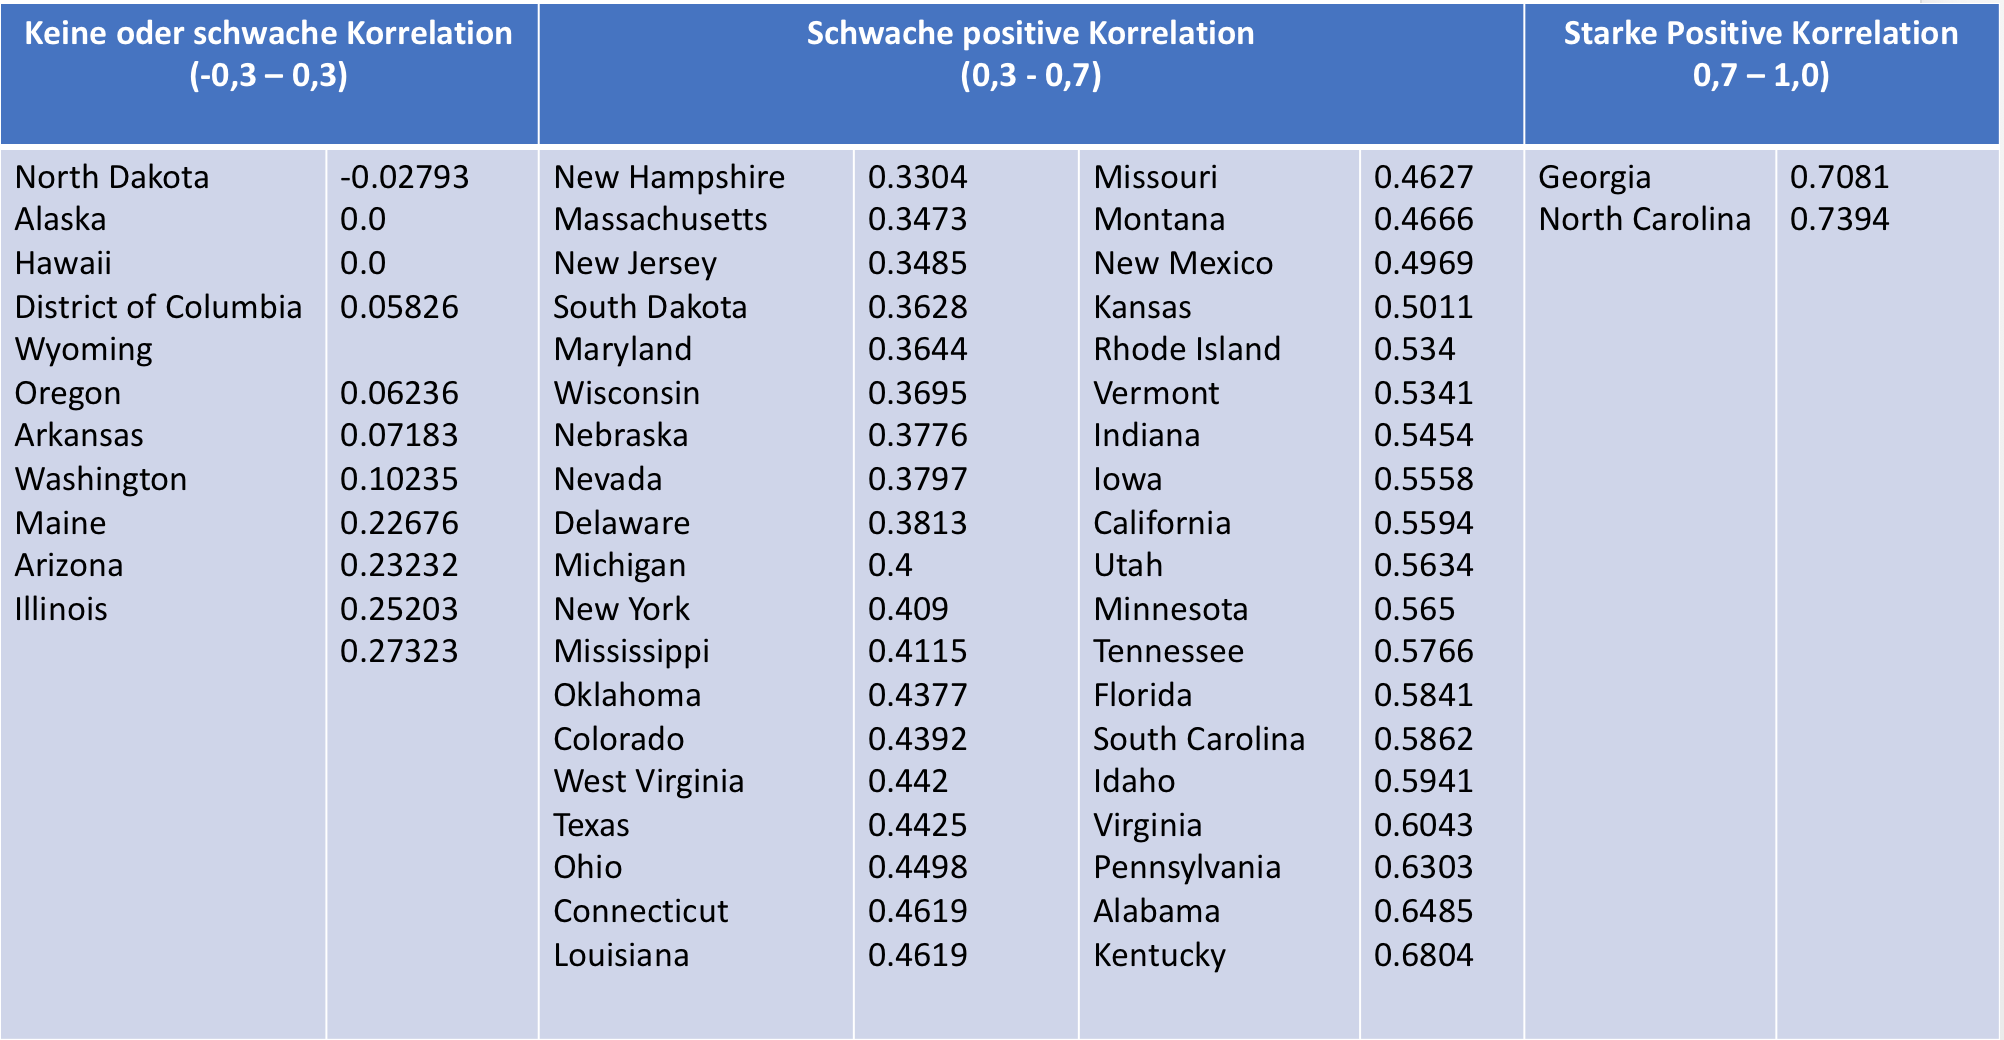 Keine oder schwache Korrelation
(-0,3 – 0,3)
Schwache positive Korrelation
(0,3 - 0,7)
Starke Positive Korrelation
0,7 – 1,0)
North Dakota -0.02793 New Hampshire 0.3304 Missouri 0.4627 Georgia 0.7081
Alaska 0.0 Massachusetts 0.3473 Montana 0.4666 North Carolina 0.7394
Hawaii 0.0 New Jersey 0.3485 New Mexico 0.4969
District of Columbia 0.05826 South Dakota 0.3628 Kansas 0.5011
Wyoming Maryland 0.3644 Rhode Island 0.534
Oregon 0.06236 Wisconsin 0.3695 Vermont 0.5341
Arkansas 0.07183 Nebraska 0.3776 Indiana 0.5454
Washington 0.10235 Nevada 0.3797 Iowa 0.5558
Maine 0.22676 Delaware 0.3813 California 0.5594
Arizona 0.23232 Michigan 0.4 Utah 0.5634
Illinois 0.25203 New York 0.409 Minnesota 0.565
0.27323 Mississippi 0.4115 Tennessee 0.5766
Oklahoma 0.4377 Florida 0.5841
Colorado 0.4392 South Carolina 0.5862
West Virginia 0.442 Idaho 0.5941
Texas 0.4425 Virginia 0.6043
Ohio 0.4498 Pennsylvania 0.6303
Connecticut 0.4619 Alabama 0.6485
Louisiana 0.4619 Kentucky 0.6804